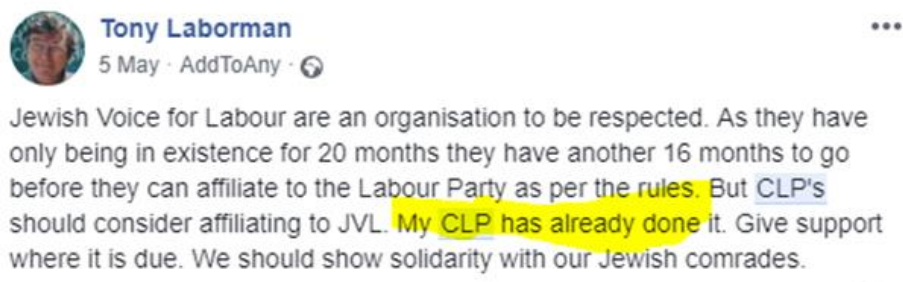 Tony Laborman
5 May · AddToAny ·
Jewish Voice for Labour are an organisation to be respected. As they have
only being in existence for 20 months they have another 16 months to go
before they can affiliate to the Labour Party as per the rules. But CLP's
should consider affiliating to JVL. My CLP has already done it. Give support
where it is due. We should show solidarity with our Jewish comrades.